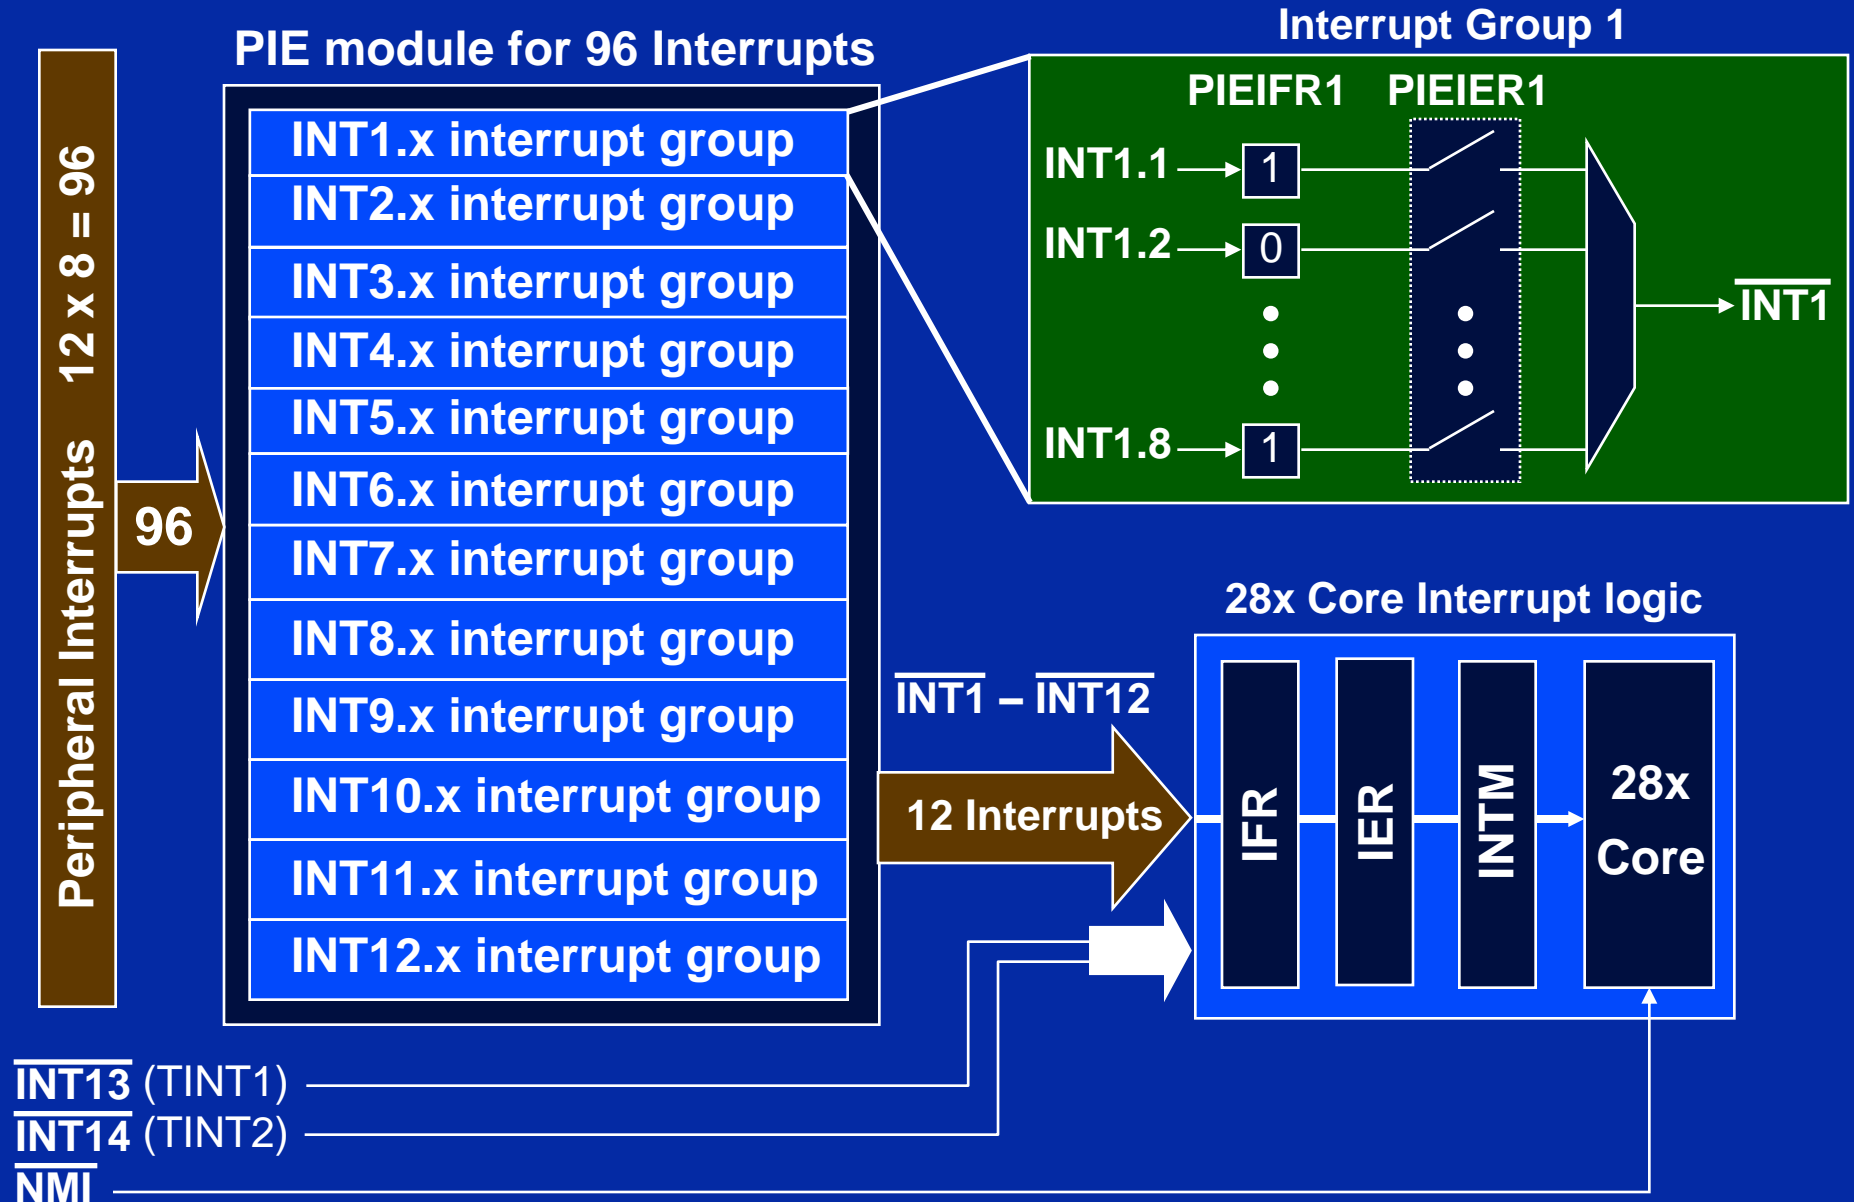 PIE module for 96 Interrupts
Peripheral Interrupts 12 x 8 = 96
96
INT1.x interrupt group
INT2.x interrupt group
INT3.x interrupt group
INT4.x interrupt group
INT5.x interrupt group
INT6.x interrupt group
INT7.x interrupt group
INT8.x interrupt group
INT9.x interrupt group
INT10.x interrupt group
INT11.x interrupt group
INT12.x interrupt group
Interrupt Group 1
PIEIFR1 PIEIER1
INT1.1 1
INT1.2 0
INT1.8 1
INT1
28x Core Interrupt logic
INT1 – INT12
12 Interrupts
IFR
IER
INTM
28x
Core
INT13 (TINT1)
INT14 (TINT2)
NMI